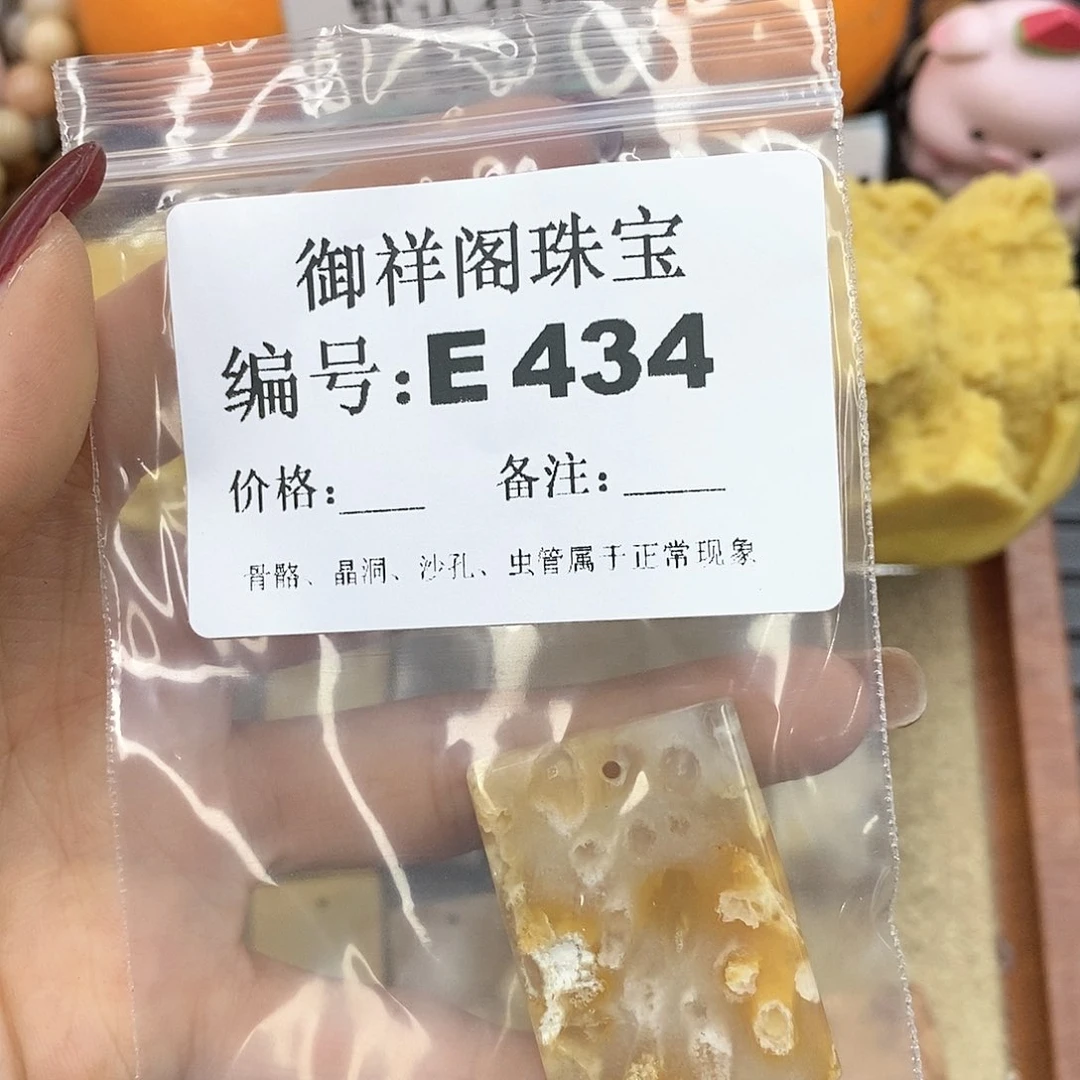 御祥阁珠宝
编号:E 434
价格:___ 备注:____
骨骼、晶洞、沙孔、虫管属于正常现象